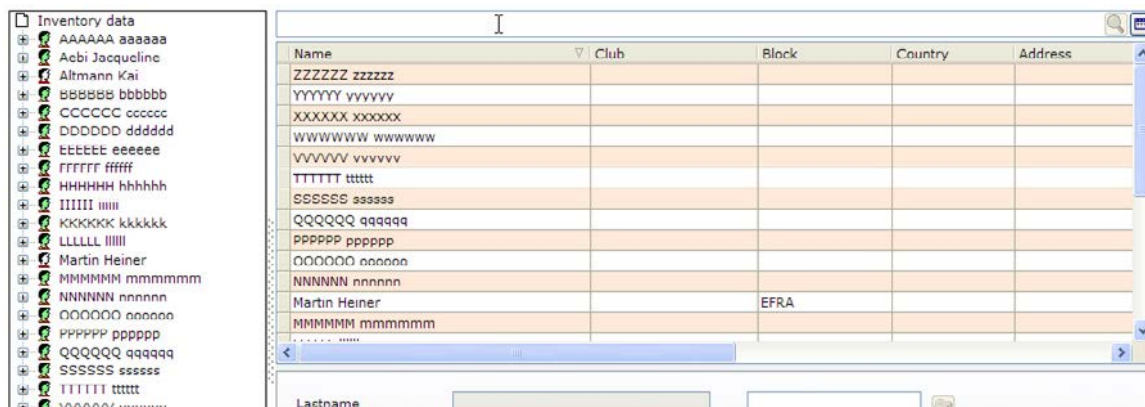 Inventory data
AAAAAA aaaaaa
Aebi Jacqueline
Altmann Kai
BBBBBB bbbbbb
CCCCCC cccccc
DDDDDD dddddd
EEEEEE eeeeee
FFFFFF ffffff
HHHHHH hhhhhh
IIIIII iiiiii
KKKKKK kkkkkk
LLLLLL llllll
Martin Heiner
MMMMMM mmmmmm
NNNNNN nnnnnn
OOOOOO oooooo
PPPPPP pppppp
QQQQQQ qqqqqq
SSSSSS ssssss
TTTTTT tttttt
Name Club Block Country Address
ZZZZZZ zzzzzz
YYYYYY yyyyyy
XXXXXX xxxxxx
WWWWWW wwwwww
VVVVVV vvvvvv
TTTTTT tttttt
SSSSSS ssssss
QQQQQQ qqqqqq
PPPPPP pppppp
OOOOOO oooooo
NNNNNN nnnnnn
Martin Heiner EFRA
MMMMMM mmmmmm
Lastname